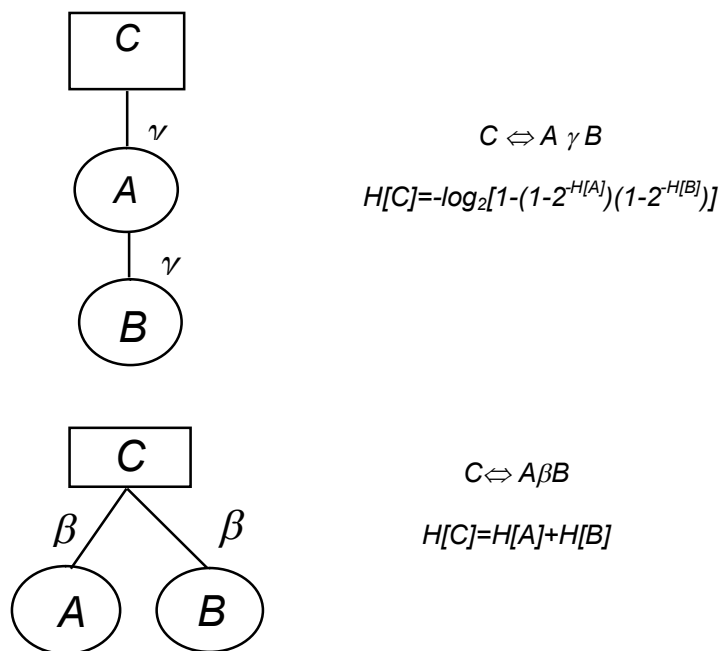 C
γ
A
γ
B
C ⇔ A γ B
H[C]=-log₂[1-(1-2⁻ᴴ[ᴬ])(1-2⁻ᴴ[ᴮ])]
C
β β
A B
C⇔ AβB
H[C]=H[A]+H[B]